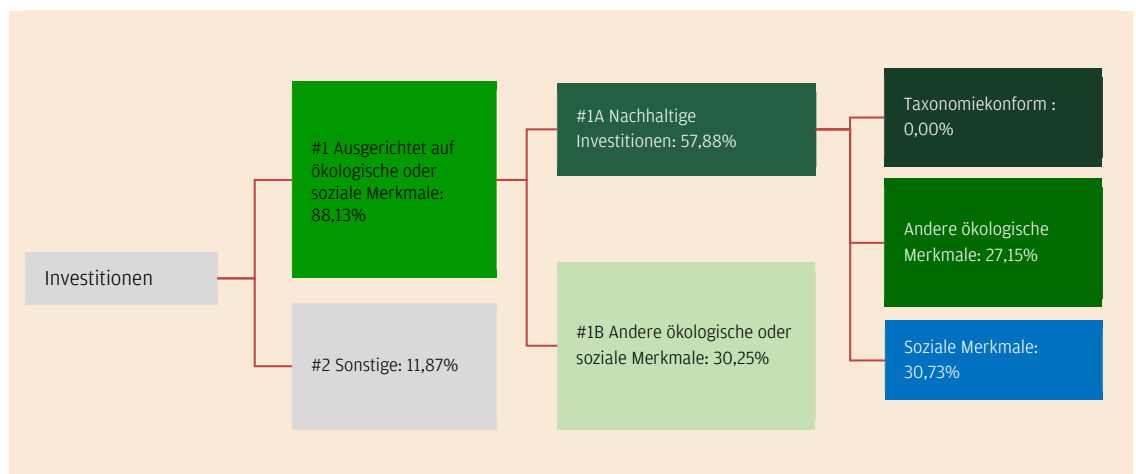 Investitionen
#1 Ausgerichtet auf
ökologische oder
soziale Merkmale:
88,13%
#2 Sonstige: 11,87%
#1A Nachhaltige
Investitionen: 57,88%
#1B Andere ökologische oder
soziale Merkmale: 30,25%
Taxonomiekonform :
0,00%
Andere ökologische
Merkmale: 27,15%
Soziale Merkmale:
30,73%